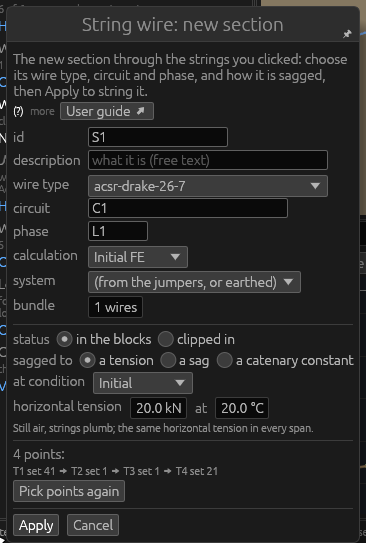 String wire: new section
The new section through the strings you clicked: choose
its wire type, circuit and phase, and how it is sagged,
then Apply to string it.
(?) more User guide
id S1
description what it is (free text)
wire type acsr-drake-26-7
circuit C1
phase L1
calculation Initial FE
system (from the jumpers, or earthed)
bundle 1 wires
status in the blocks clipped in
sagged to a tension a sag a catenary constant
at condition Initial
horizontal tension 20.0 kN at 20.0 °C
Still air, strings plumb; the same horizontal tension in every span.
4 points:
T1 set 41 → T2 set 1 → T3 set 1 → T4 set 21
Pick points again
Apply Cancel